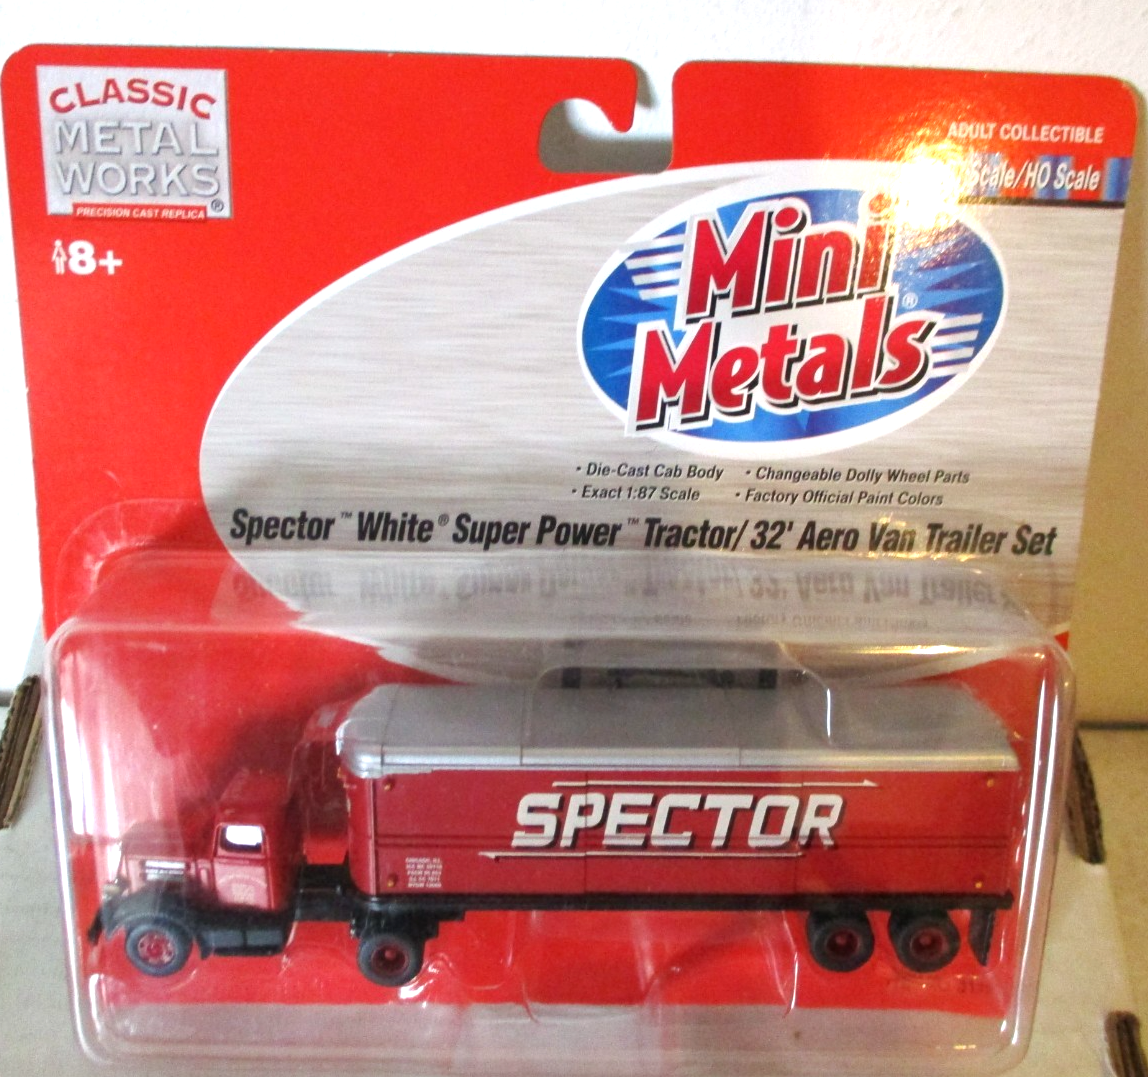 CLASSIC
METAL
WORKS®
PRECISION CAST REPLICA
8+
ADULT COLLECTIBLE
Scale/HO Scale
Mini
Metals®
• Die-Cast Cab Body • Changeable Dolly Wheel Parts
• Exact 1:87 Scale • Factory Official Paint Colors
Spector™ White® Super Power™ Tractor/ 32' Aero Van Trailer Set
SPECTOR